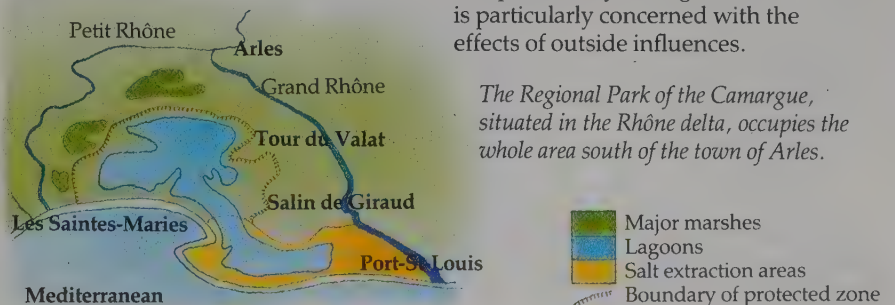 is particularly concerned with the
effects of outside influences.
The Regional Park of the Camargue,
situated in the Rhône delta, occupies the
whole area south of the town of Arles.
Petit Rhône
Arles
Grand Rhône
Tour du Valat
Salin de Giraud
Les Saintes-Maries
Port-St-Louis
Mediterranean
Major marshes
Lagoons
Salt extraction areas
Boundary of protected zone